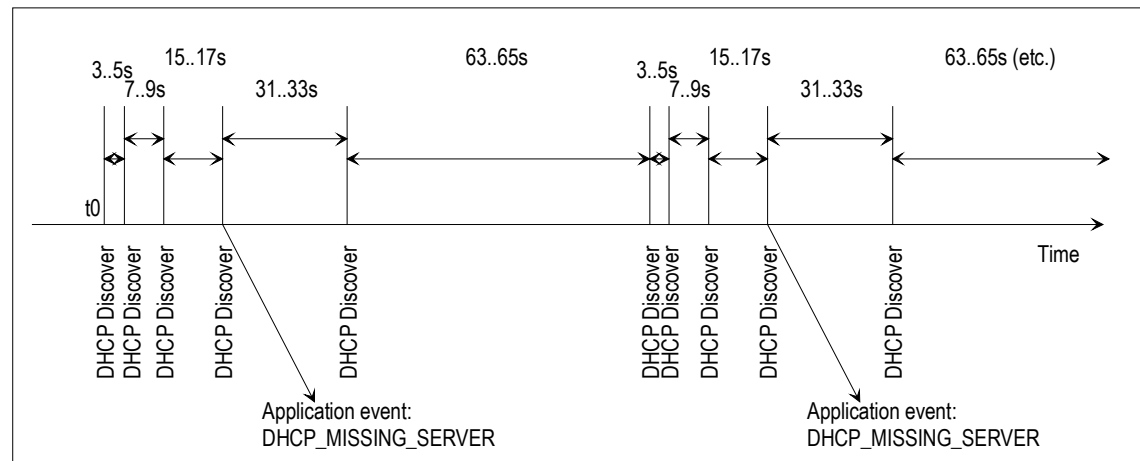 15..17s
63..65s
15..17s
63..65s (etc.)
3..5s
3..5s
7..9s
31..33s
7..9s
31..33s
t0
Time
DHCP Discover
DHCP Discover
DHCP Discover
DHCP Discover
DHCP Discover
DHCP Discover
DHCP Discover
DHCP Discover
DHCP Discover
DHCP Discover
Application event:
DHCP_MISSING_SERVER
Application event:
DHCP_MISSING_SERVER